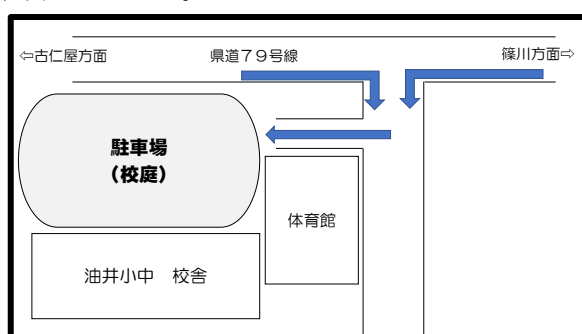 ⇦古仁屋方面
県道７９号線
篠川方面⇨
駐車場
（校庭）
体育館
油井小中　校舎